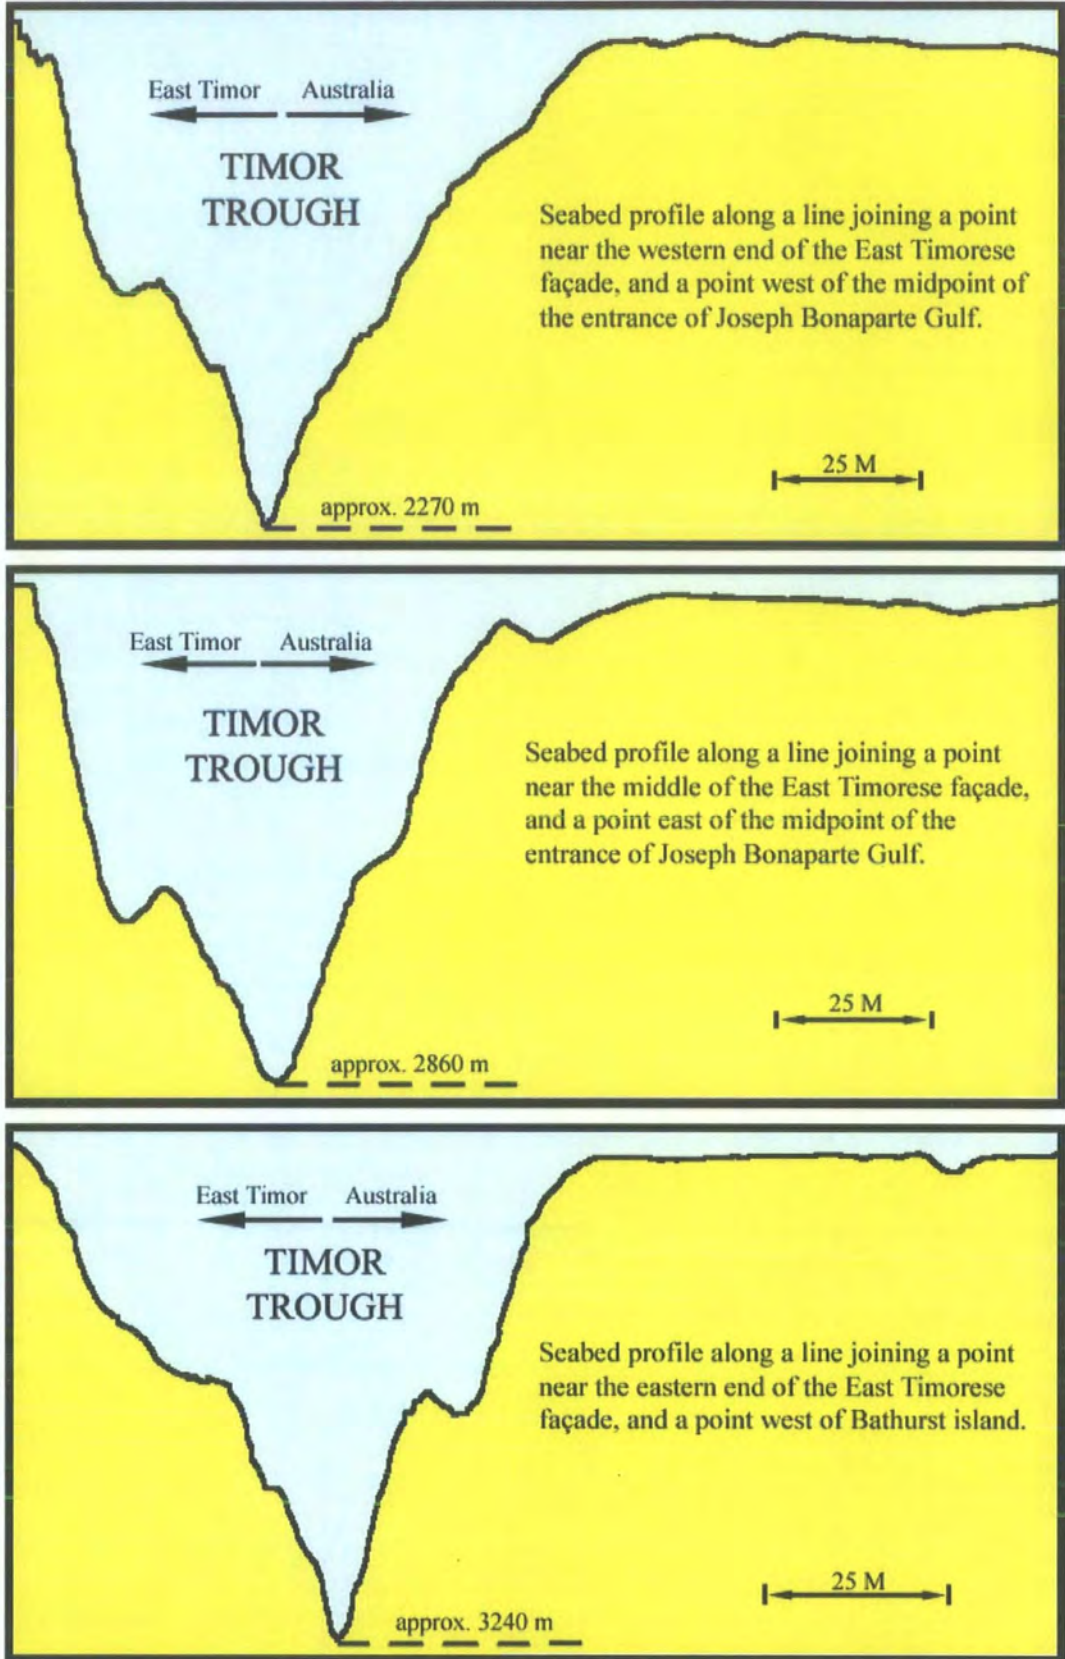 East Timor Australia
TIMOR
TROUGH
Seabed profile along a line joining a point
near the western end of the East Timorese
façade, and a point west of the midpoint of
the entrance of Joseph Bonaparte Gulf.
25 M
approx. 2270 m
East Timor Australia
TIMOR
TROUGH
Seabed profile along a line joining a point
near the middle of the East Timorese façade,
and a point east of the midpoint of the
entrance of Joseph Bonaparte Gulf.
25 M
approx. 2860 m
East Timor Australia
TIMOR
TROUGH
Seabed profile along a line joining a point
near the eastern end of the East Timorese
façade, and a point west of Bathurst island.
25 M
approx. 3240 m